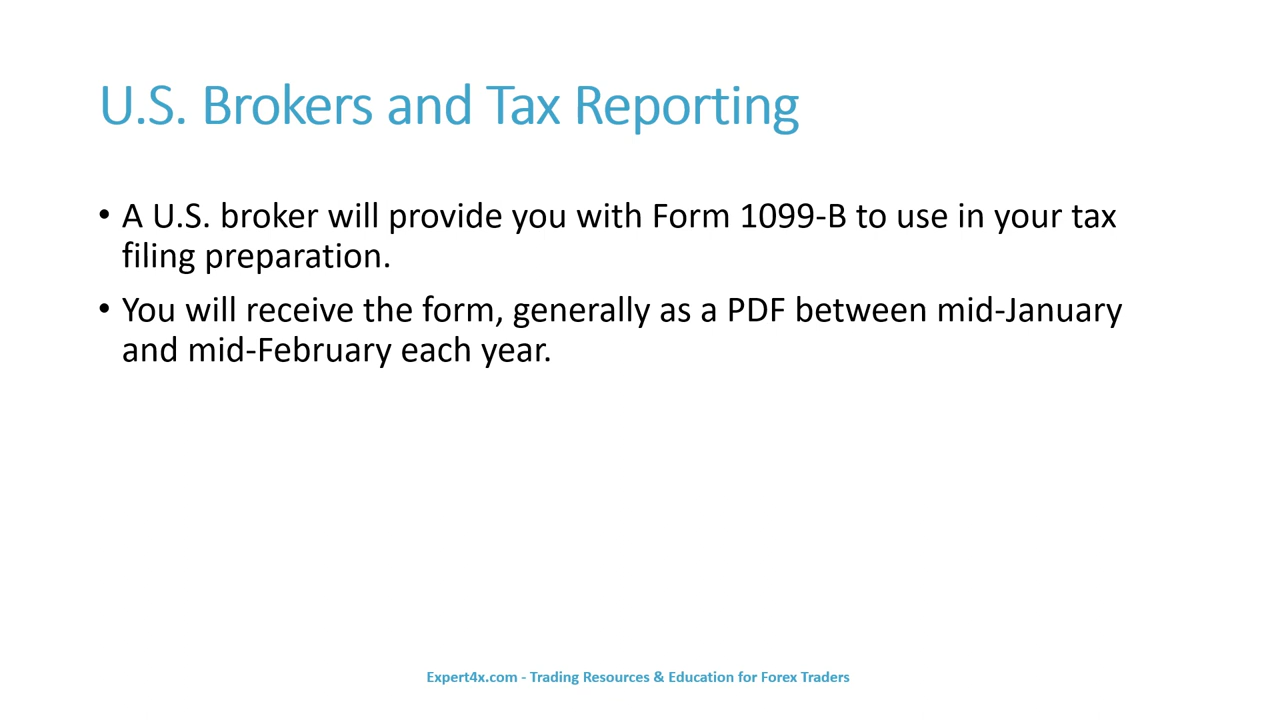 U.S. Brokers and Tax Reporting
• A U.S. broker will provide you with Form 1099-B to use in your tax
filing preparation.
• You will receive the form, generally as a PDF between mid-January
and mid-February each year.
Expert4x.com - Trading Resources & Education for Forex Traders